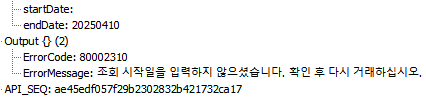 startDate:
endDate: 20250410
Output {} (2)
ErrorCode: 80002310
ErrorMessage: 조회 시작일을 입력하지 않으셨습니다. 확인 후 다시 거래하십시오.
API_SEQ: ae45edf057f29b2302832b421732ca17